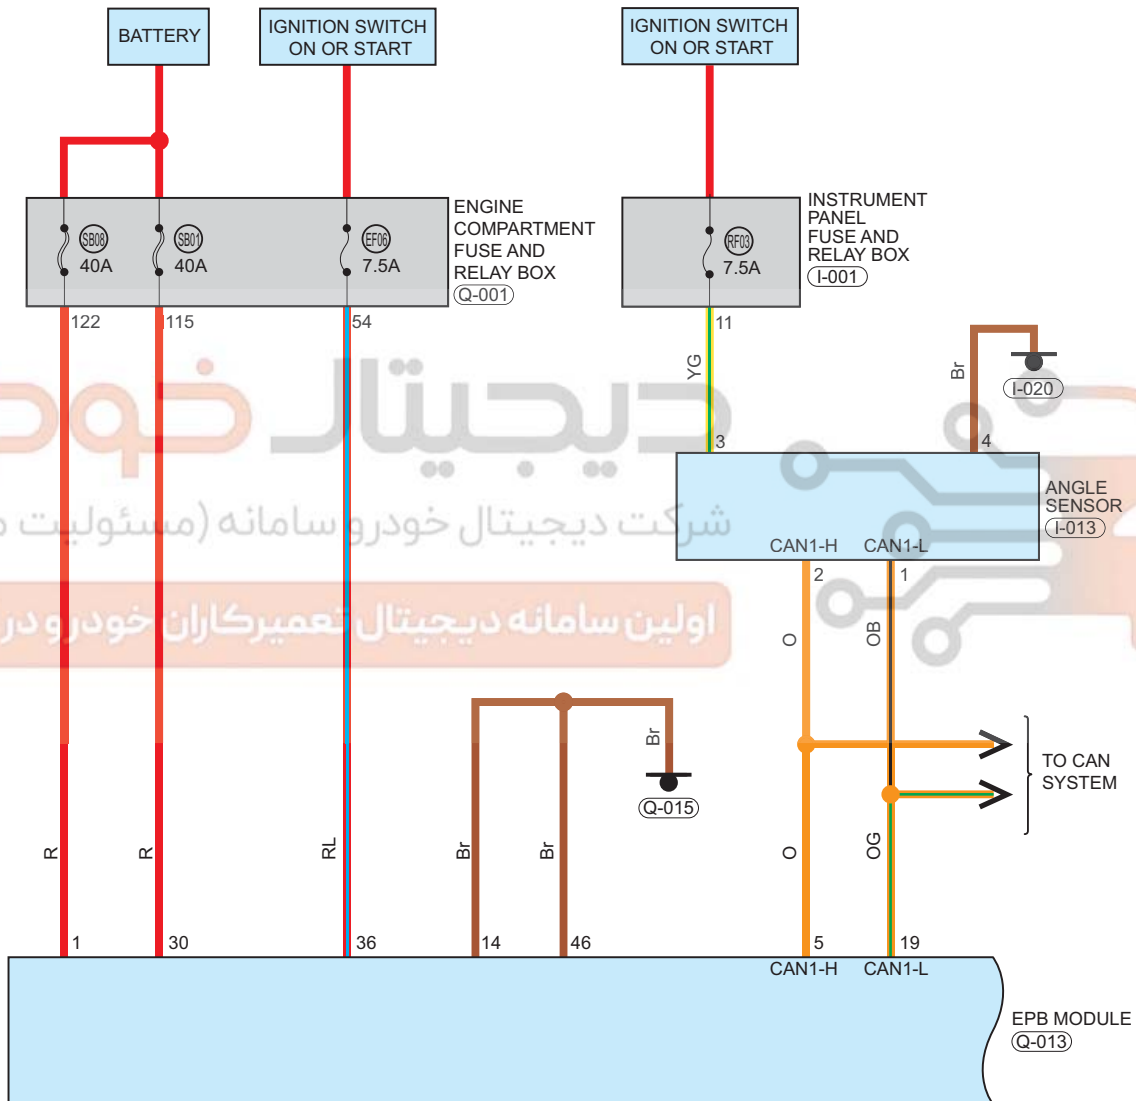 BATTERY
IGNITION SWITCH
ON OR START
IGNITION SWITCH
ON OR START
SB08
40A
SB01
40A
EF06
7.5A
ENGINE
COMPARTMENT
FUSE AND
RELAY BOX
Q-001
RF03
7.5A
INSTRUMENT
PANEL
FUSE AND
RELAY BOX
I-001
122
1115
54
11
YG
3
Br
I-020
4
دیجیتال خودر
شرکت دیجیتال خودرو سامانه (مسئولیت
اولین سامانه دیجیتال تعمیرکاران خودرو در
ANGLE
SENSOR
I-013
CAN1-H CAN1-L
2 1
O OB
Br
Q-015
TO CAN
SYSTEM
R R RL Br Br O OG
1 30 36 14 46 5 19
CAN1-H CAN1-L
EPB MODULE
Q-013